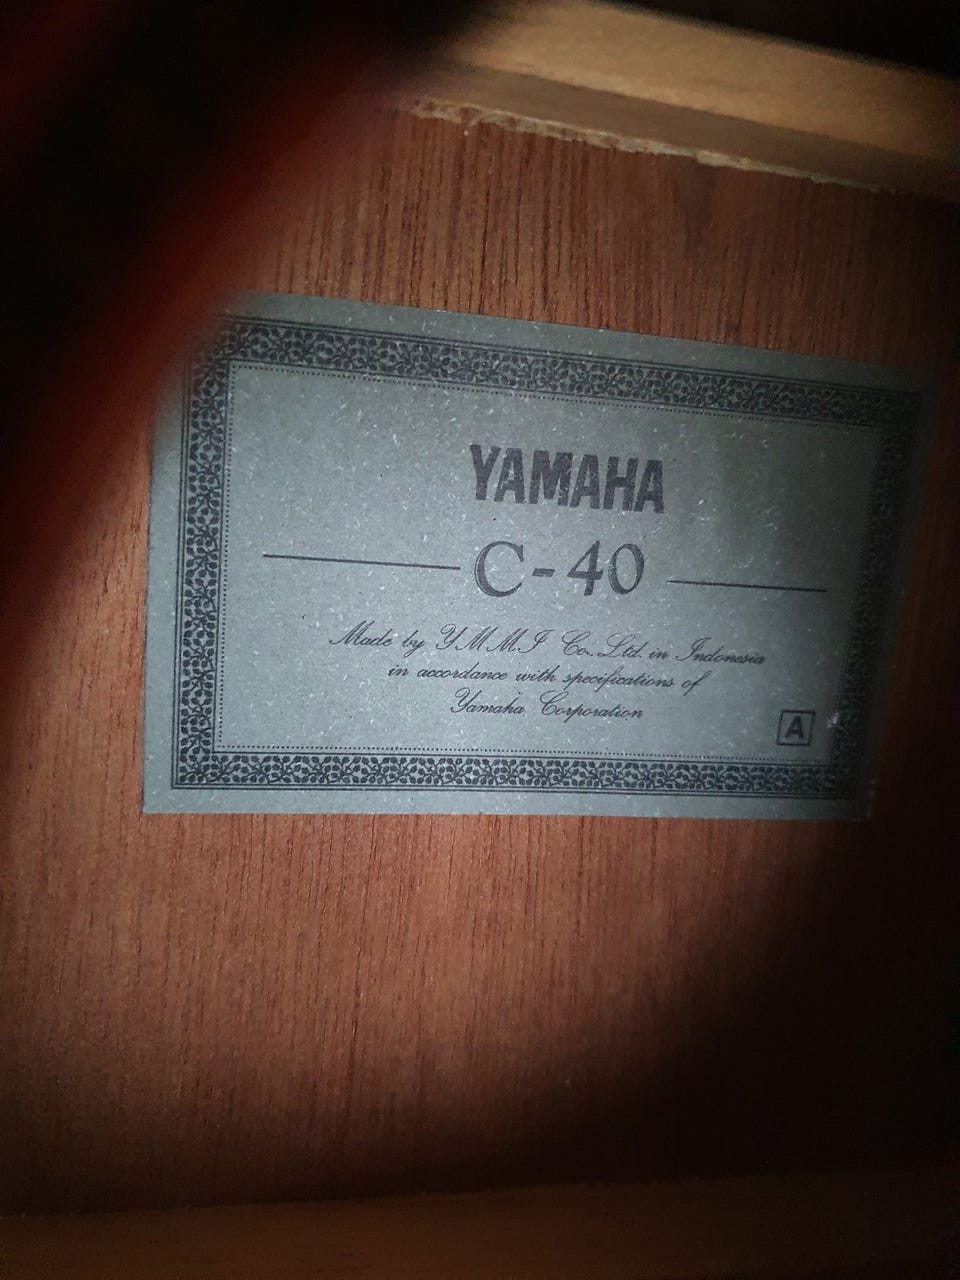 YAMAHA
C-40
Made by YMMI Co. Ltd. in Indonesia
in accordance with specifications of
Yamaha Corporation
A